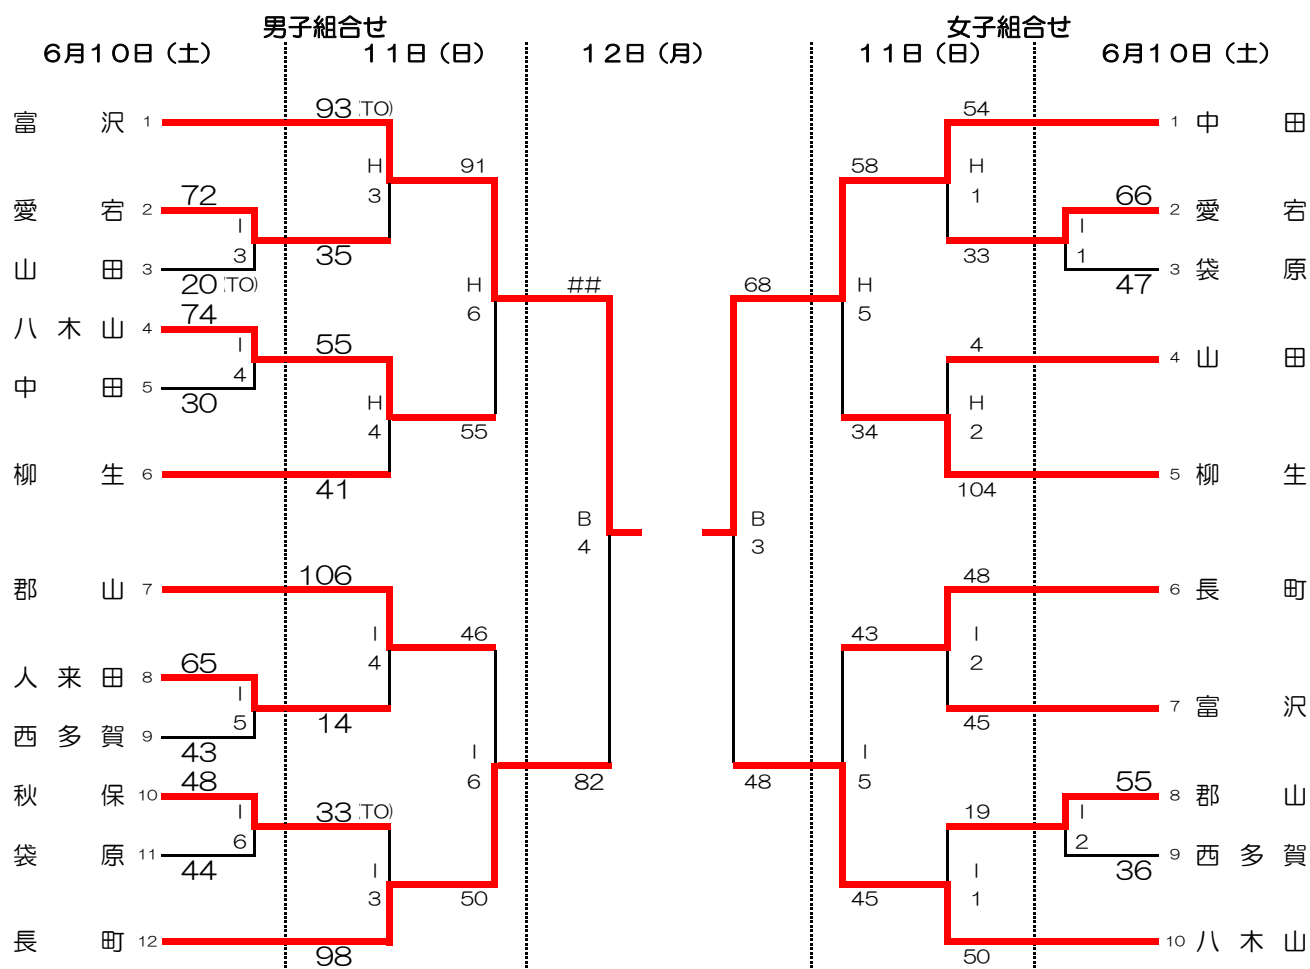 男子組合せ 女子組合せ
6月10日（土） 11日（日） 12日（月） 11日（日） 6月10日（土）
93 (TO) 54
富 沢 1 1 中 田
H 91 58 H
3 1
72 66
愛 宕 2 2 愛 宕
I I
35 3 33 1
山 田 3 3 袋 原
20 (TO) H ## 68 H 47
74 6 5
八木山 4
I 55 4
4 4 山 田
中 田 5
30 H H
4 55 34 2
柳 生 6 5 柳 生
41 104
B B
4 3
106 48
郡 山 7 6 長 町
I 46 43 I
4 2
65
人来田 8
I
5 14 45 7 富 沢
西多賀 9
43 I I
48 6 82 48 5 55
秋 保 10 8 郡 山
I 33 (TO) 19 I
6 2
袋 原 11 9 西多賀
44 I I 36
3 50 45 1
長 町 12 10 八木山
98 50